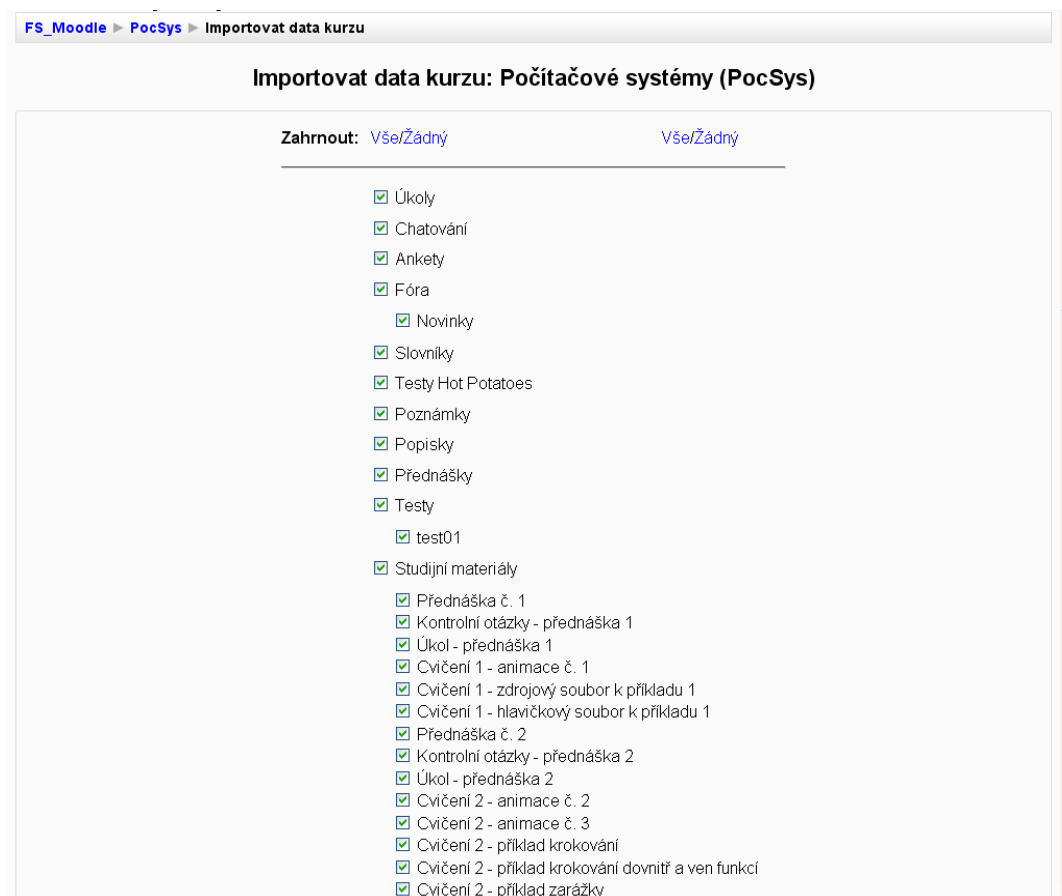 FS_Moodle ► PocSys ► Importovat data kurzu
Importovat data kurzu: Počítačové systémy (PocSys)
Zahrnout: Vše/Žádný Vše/Žádný
Úkoly
Chatování
Ankety
Fóra
Novinky
Slovníky
Testy Hot Potatoes
Poznámky
Popisky
Přednášky
Testy
test01
Studijní materiály
Přednáška č. 1
Kontrolní otázky - přednáška 1
Úkol - přednáška 1
Cvičení 1 - animace č. 1
Cvičení 1 - zdrojový soubor k příkladu 1
Cvičení 1 - hlavičkový soubor k příkladu 1
Přednáška č. 2
Kontrolní otázky - přednáška 2
Úkol - přednáška 2
Cvičení 2 - animace č. 2
Cvičení 2 - animace č. 3
Cvičení 2 - příklad krokování
Cvičení 2 - příklad krokování dovnitř a ven funkcí
Cvičení 2 - příklad zarážky